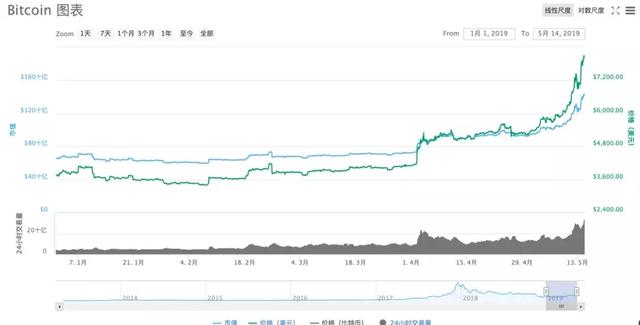 Bitcoin 图表
线性尺度 对数尺度
Zoom 1天 7天 1个月 3个月 1年 至今 全部
From 1月 1, 2019 To 5月 14, 2019
$160十亿
$120十亿
$80十亿
$40十亿
$0
市值
$7,200.00
$6,000.00
$4,800.00
$3,600.00
$2,400.00
价格 (美元)
20十亿
0
24小时交易量
7. 1月 21. 1月 4. 2月 18. 2月 4. 3月 18. 3月 1. 4月 15. 4月 29. 4月 13. 5月
2014 2015 2016 2017 2018 2019
市值 价格 (美元) 价格 (比特币) 24小时交易量